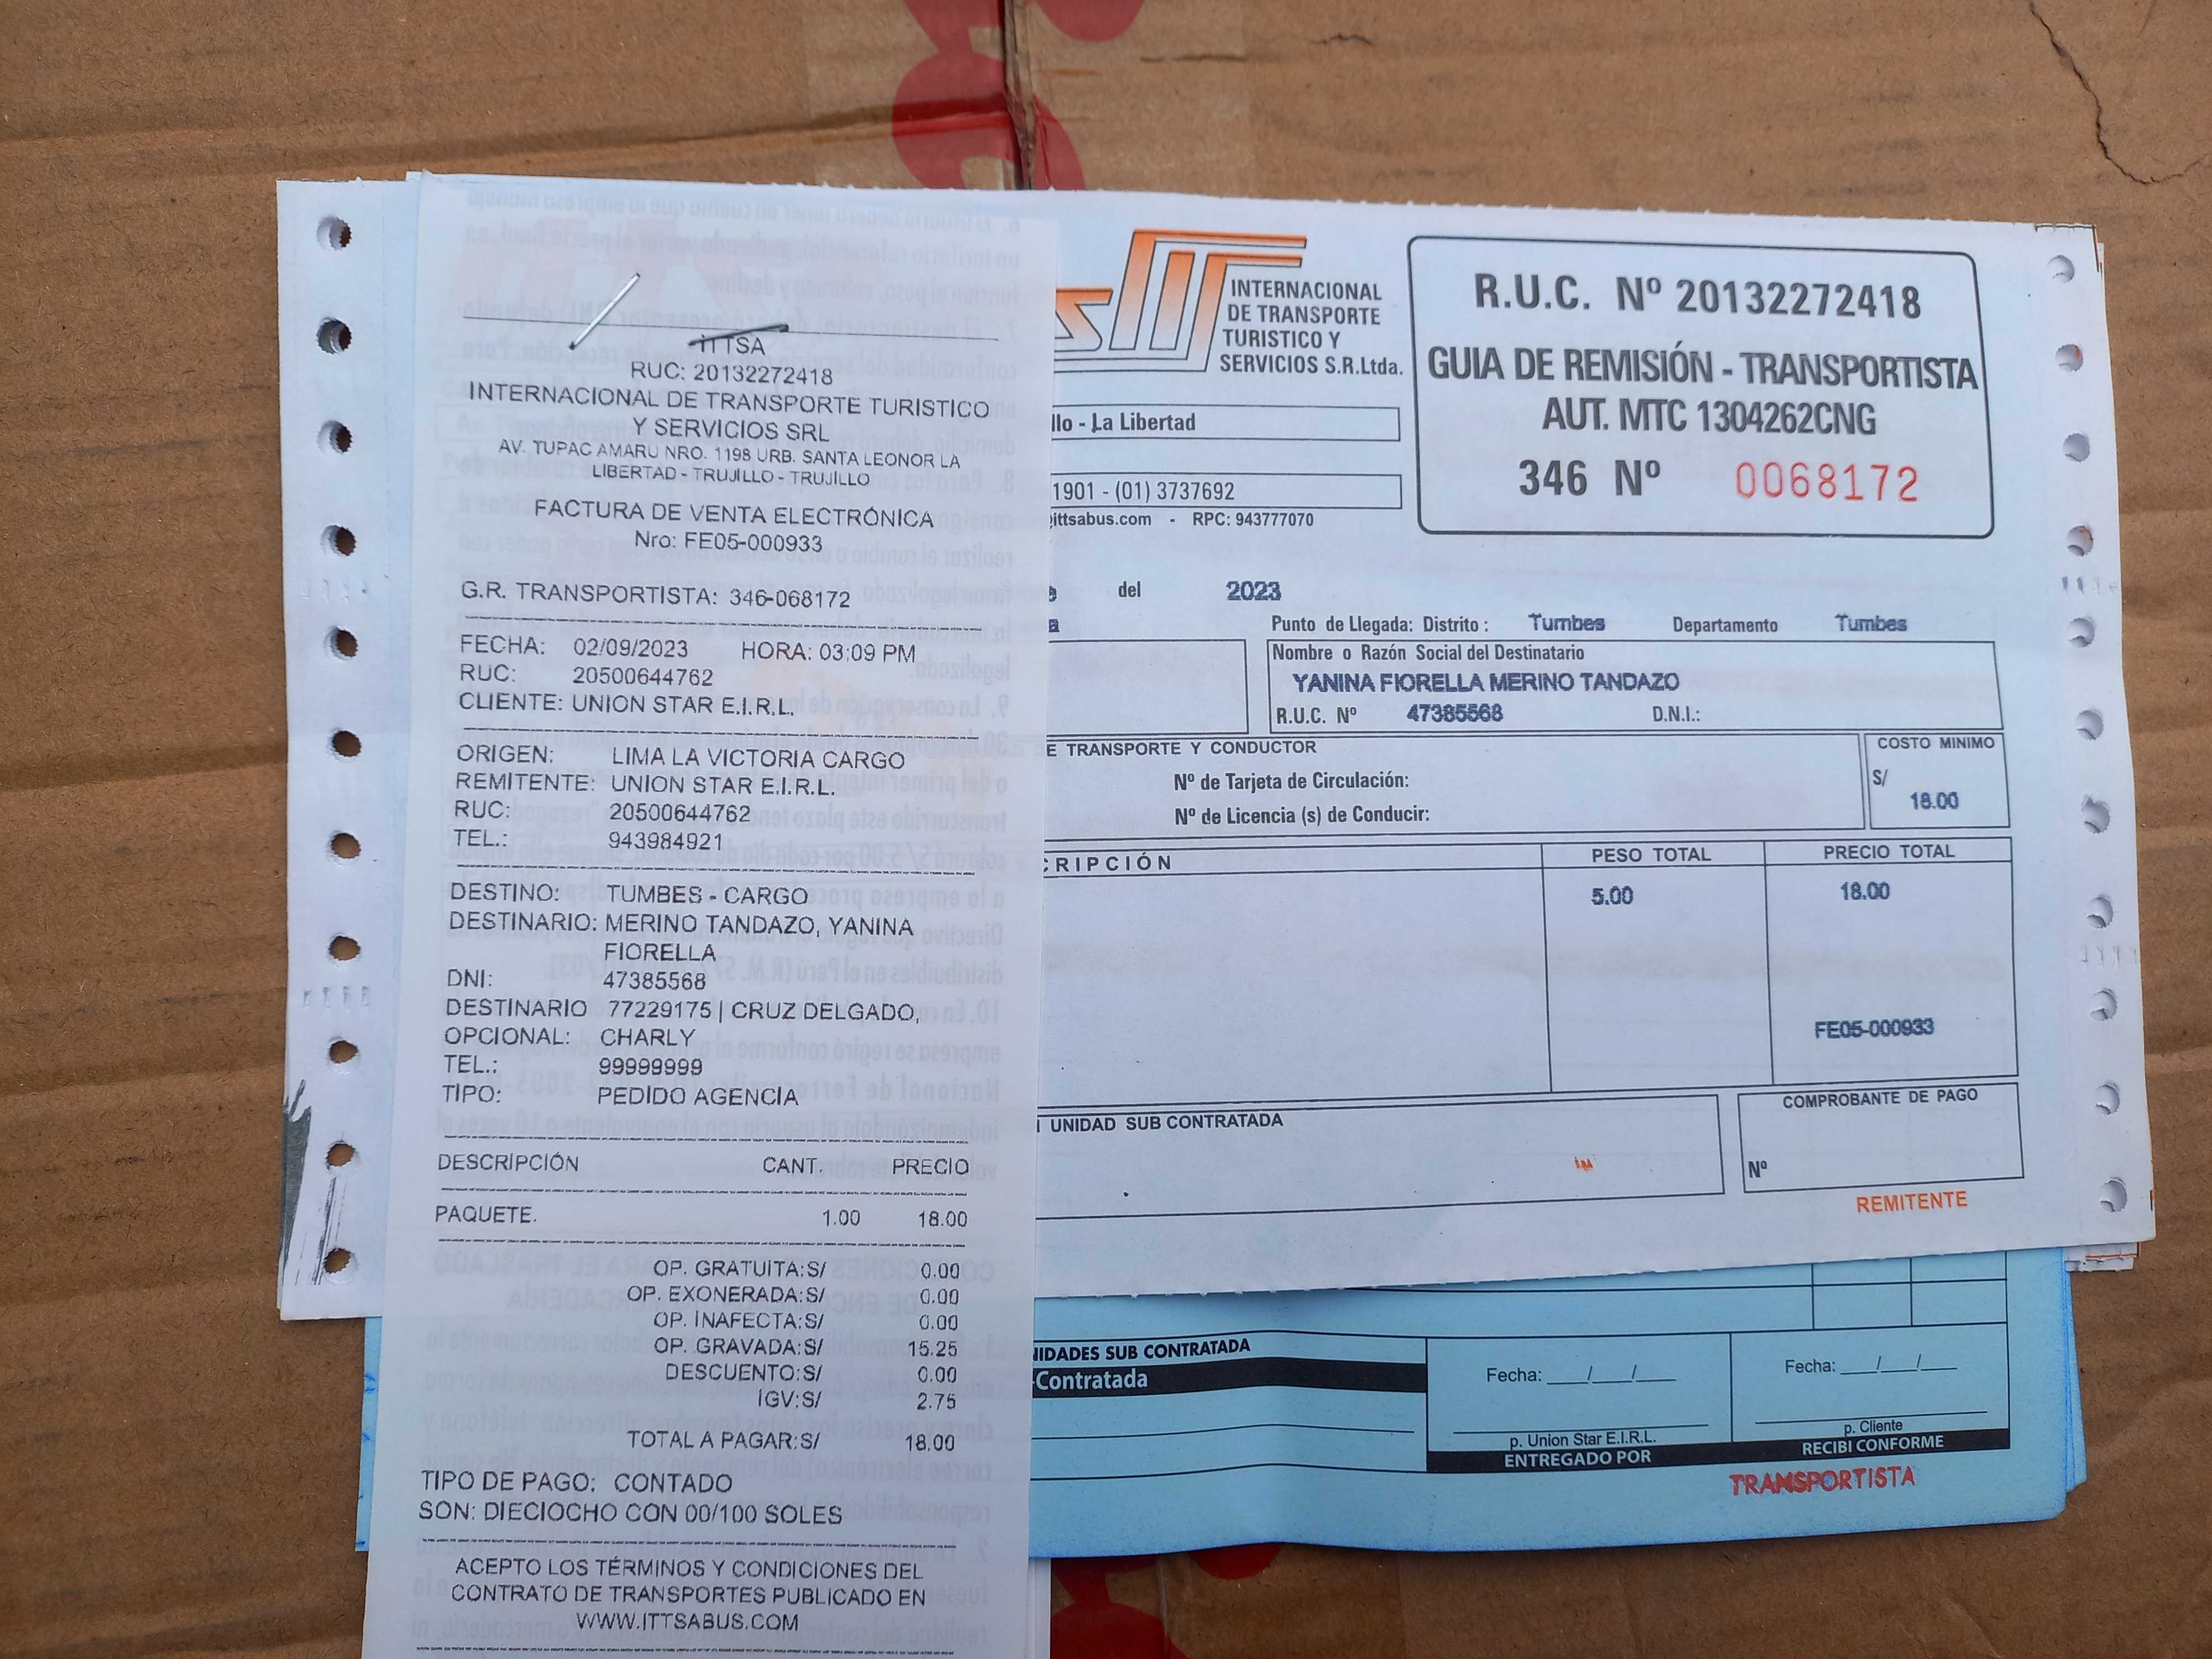 ITTSA
RUC: 20132272418
INTERNACIONAL DE TRANSPORTE TURISTICO
Y SERVICIOS SRL
AV. TUPAC AMARU NRO. 1198 URB. SANTA LEONOR LA
LIBERTAD - TRUJILLO - TRUJILLO
FACTURA DE VENTA ELECTRÓNICA
Nro: FE05-000933
G.R. TRANSPORTISTA: 346-068172
FECHA: 02/09/2023 HORA: 03:09 PM
RUC: 20500644762
CLIENTE: UNION STAR E.I.R.L.
ORIGEN: LIMA LA VICTORIA CARGO
REMITENTE: UNION STAR E.I.R.L.
RUC: 20500644762
TEL.: 943984921
DESTINO: TUMBES - CARGO
DESTINARIO: MERINO TANDAZO, YANINA
FIORELLA
DNI: 47385568
DESTINARIO 77229175 | CRUZ DELGADO,
OPCIONAL: CHARLY
TEL.: 99999999
TIPO: PEDIDO AGENCIA
DESCRIPCIÓN CANT. PRECIO
PAQUETE. 1.00 18.00
OP. GRATUITA:S/ 0.00
OP. EXONERADA:S/ 0.00
OP. INAFECTA:S/ 0.00
OP. GRAVADA:S/ 15.25
DESCUENTO:S/ 0.00
IGV:S/ 2.75
TOTAL A PAGAR:S/ 18.00
TIPO DE PAGO: CONTADO
SON: DIECIOCHO CON 00/100 SOLES
ACEPTO LOS TÉRMINOS Y CONDICIONES DEL
CONTRATO DE TRANSPORTES PUBLICADO EN
WWW.ITTSABUS.COM
INTERNACIONAL
DE TRANSPORTE
TURISTICO Y
SERVICIOS S.R.Ltda.
R.U.C. Nº 20132272418
GUIA DE REMISIÓN - TRANSPORTISTA
AUT. MTC 1304262CNG
346 Nº 0068172
llo - La Libertad
1901 - (01) 3737692
ittsabus.com - RPC: 943777070
del 2023
Punto de Llegada: Distrito : Tumbes Departamento Tumbes
Nombre o Razón Social del Destinatario
YANINA FIORELLA MERINO TANDAZO
R.U.C. Nº 47385568 D.N.I.:
E TRANSPORTE Y CONDUCTOR
Nº de Tarjeta de Circulación:
Nº de Licencia (s) de Conducir:
COSTO MINIMO
S/
18.00
CRIPCIÓN PESO TOTAL PRECIO TOTAL
5.00 18.00
FE05-000933
UNIDAD SUB CONTRATADA
COMPROBANTE DE PAGO
Nº
REMITENTE
NIDADES SUB CONTRATADA
Contratada
Fecha: ___/___/___
p. Union Star E.I.R.L.
ENTREGADO POR
Fecha: ___/___/___
p. Cliente
RECIBI CONFORME
TRANSPORTISTA